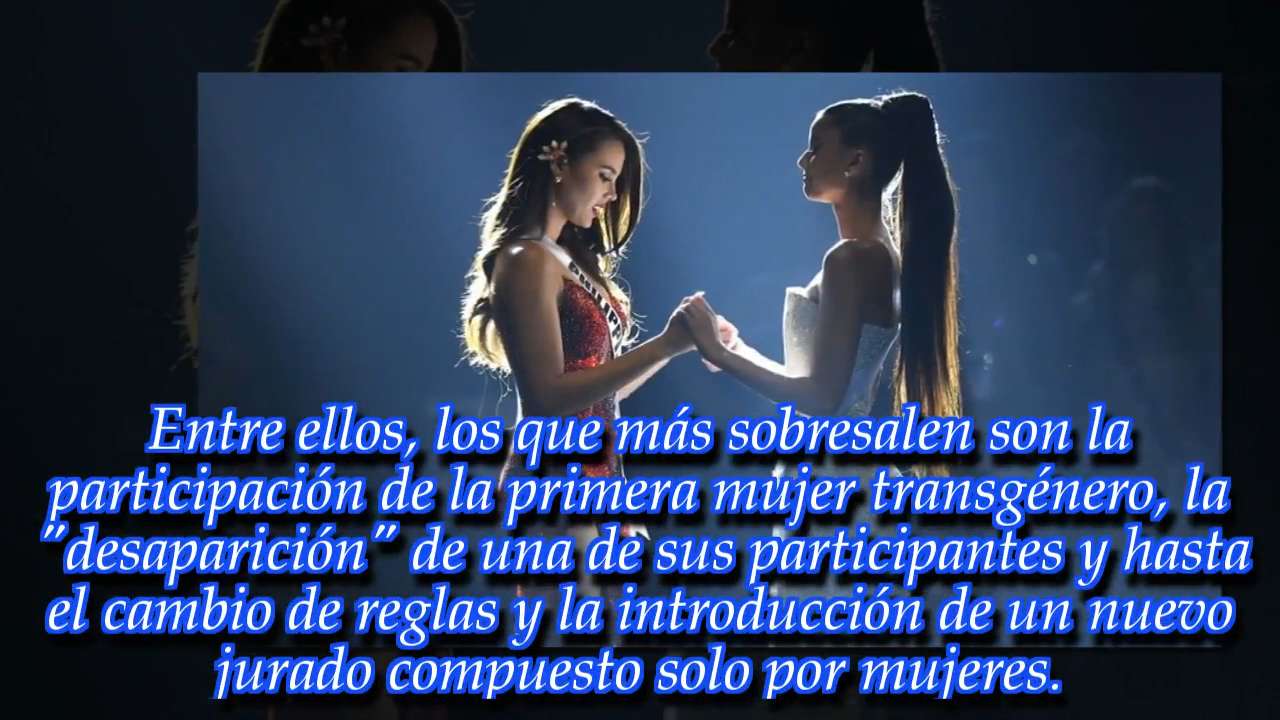 PHILIPP
Entre ellos, los que más sobresalen son la
participación de la primera mujer transgénero, la
"desaparición" de una de sus participantes y hasta
el cambio de reglas y la introducción de un nuevo
jurado compuesto solo por mujeres.